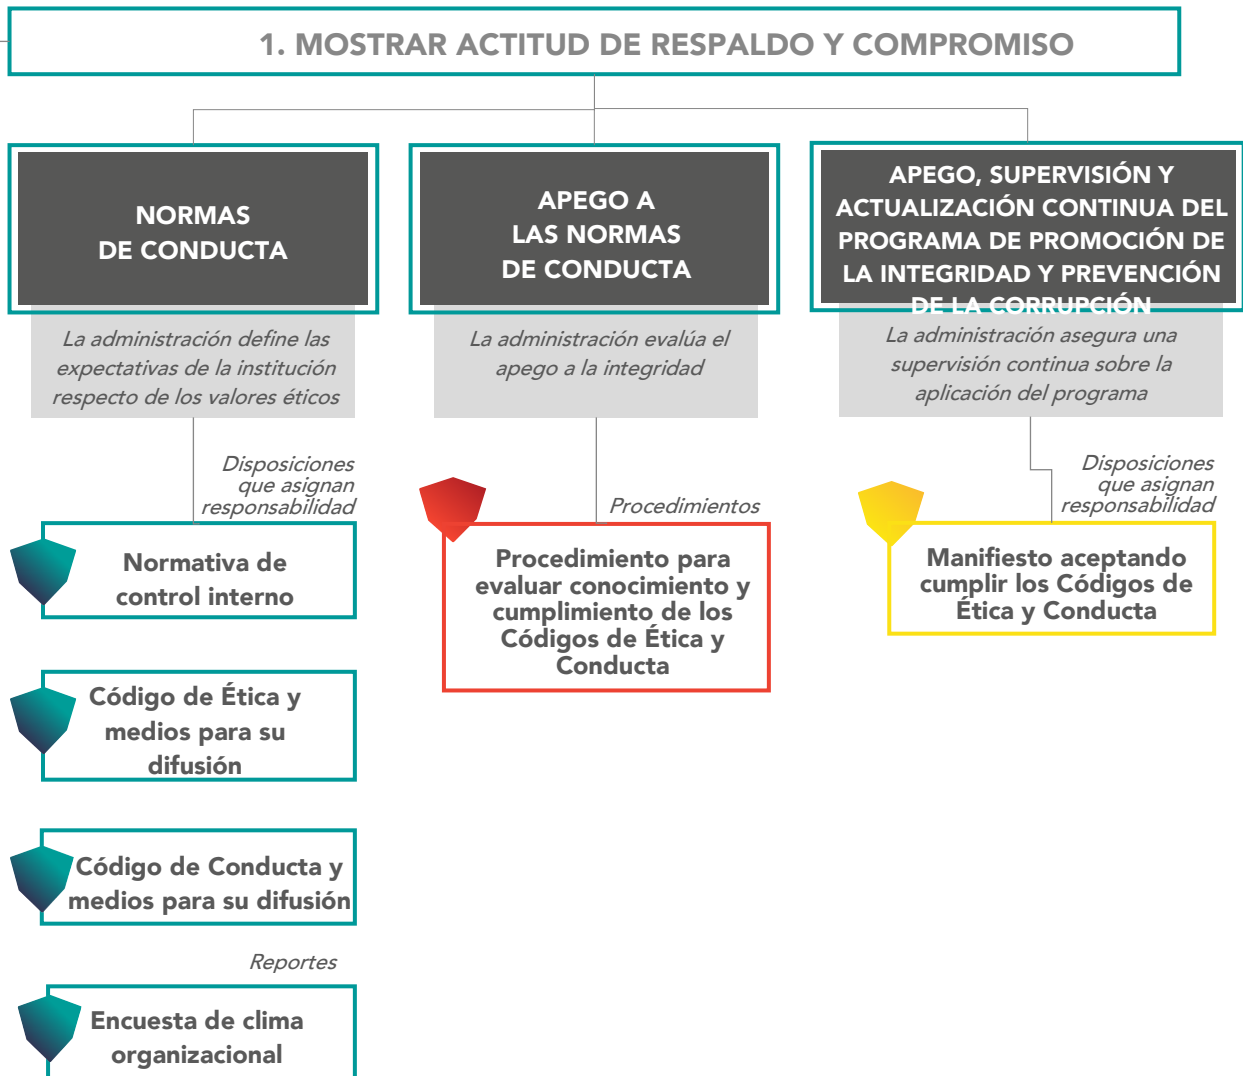 1. MOSTRAR ACTITUD DE RESPALDO Y COMPROMISO
NORMAS
DE CONDUCTA
La administración define las
expectativas de la institución
respecto de los valores éticos
Disposiciones
que asignan
responsabilidad
Normativa de
control interno
Código de Ética y
medios para su
difusión
Código de Conducta y
medios para su difusión
Reportes
Encuesta de clima
organizacional
APEGO A
LAS NORMAS
DE CONDUCTA
La administración evalúa el
apego a la integridad
Procedimientos
Procedimiento para
evaluar conocimiento y
cumplimiento de los
Códigos de Ética y
Conducta
APEGO, SUPERVISIÓN Y
ACTUALIZACIÓN CONTINUA DEL
PROGRAMA DE PROMOCIÓN DE
LA INTEGRIDAD Y PREVENCIÓN
DE LA CORRUPCIÓN
La administración asegura una
supervisión continua sobre la
aplicación del programa
Disposiciones
que asignan
responsabilidad
Manifiesto aceptando
cumplir los Códigos de
Ética y Conducta